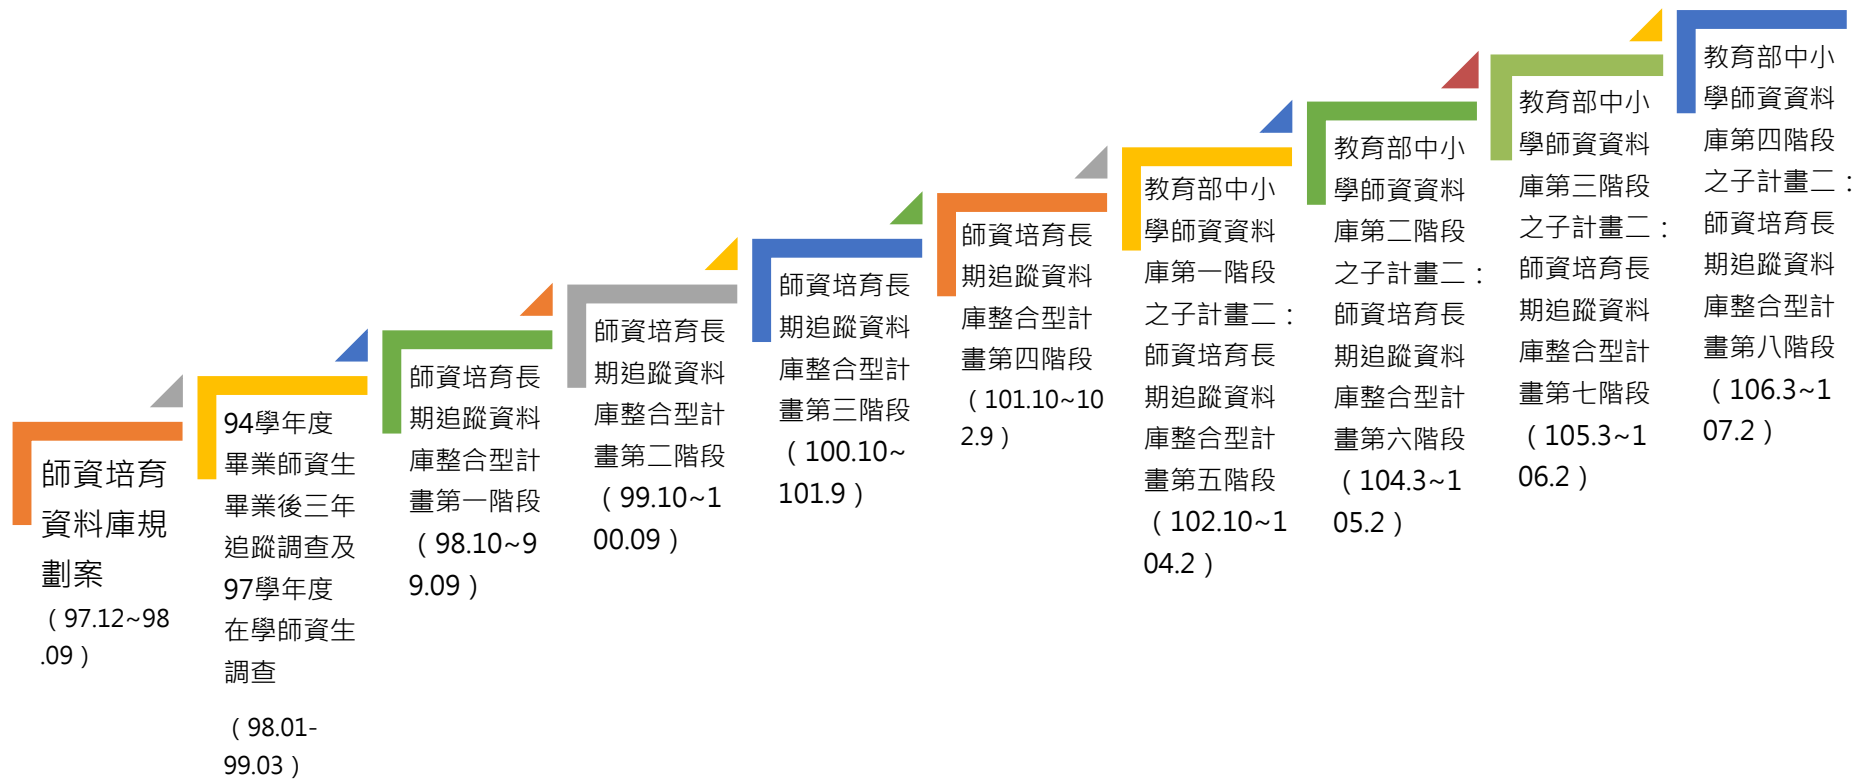 師資培育
資料庫規
劃案
（97.12~98
.09）
94學年度
畢業師資生
畢業後三年
追蹤調查及
97學年度
在學師資生
調查
（98.01-
99.03）
師資培育長
期追蹤資料
庫整合型計
畫第一階段
（98.10~9
9.09）
師資培育長
期追蹤資料
庫整合型計
畫第二階段
（99.10~1
00.09）
師資培育長
期追蹤資料
庫整合型計
畫第三階段
（100.10~
101.9）
師資培育長
期追蹤資料
庫整合型計
畫第四階段
（101.10~10
2.9）
教育部中小
學師資資料
庫第一階段
之子計畫二：
師資培育長
期追蹤資料
庫整合型計
畫第五階段
（102.10~1
04.2）
教育部中小
學師資資料
庫第二階段
之子計畫二：
師資培育長
期追蹤資料
庫整合型計
畫第六階段
（104.3~1
05.2）
教育部中小
學師資資料
庫第三階段
之子計畫二：
師資培育長
期追蹤資料
庫整合型計
畫第七階段
（105.3~1
06.2）
教育部中小
學師資資料
庫第四階段
之子計畫二：
師資培育長
期追蹤資料
庫整合型計
畫第八階段
（106.3~1
07.2）